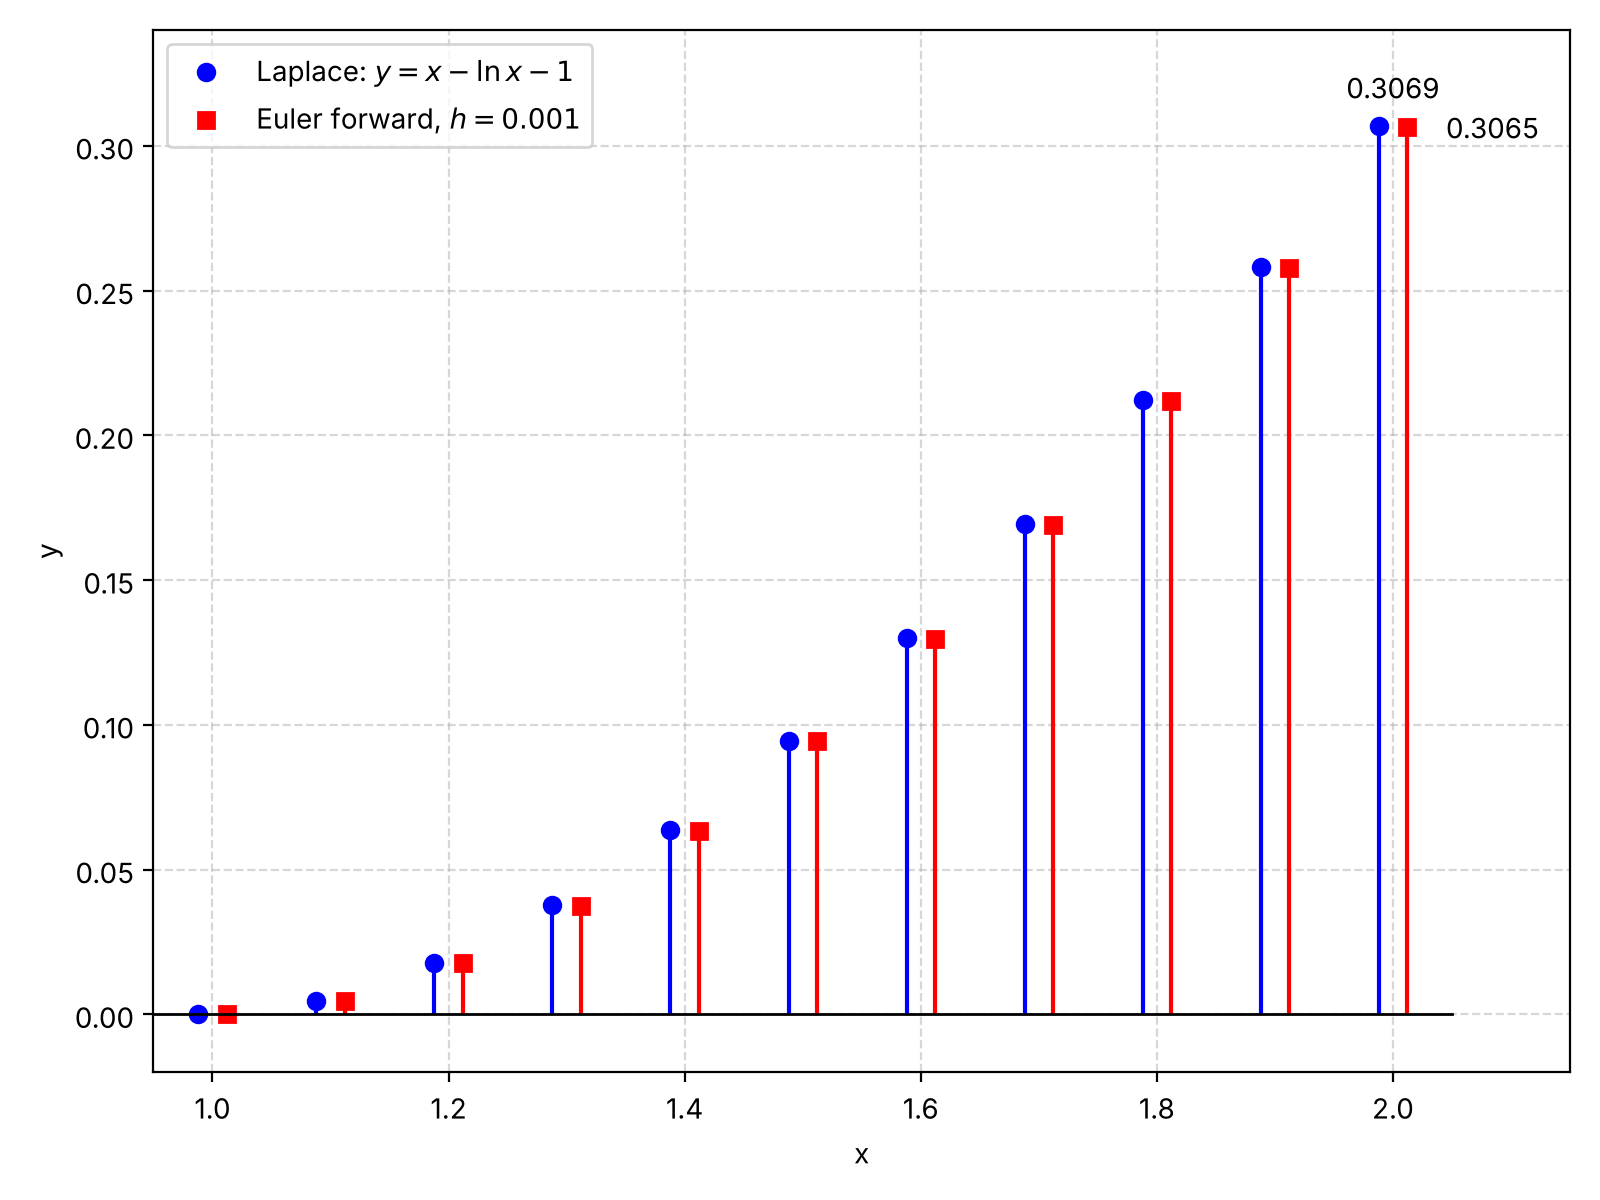 Laplace: y = x − ln x − 1
Euler forward, h = 0.001
0.3069
0.3065
0.30
0.25
0.20
0.15
0.10
0.05
0.00
y
1.0 1.2 1.4 1.6 1.8 2.0
x